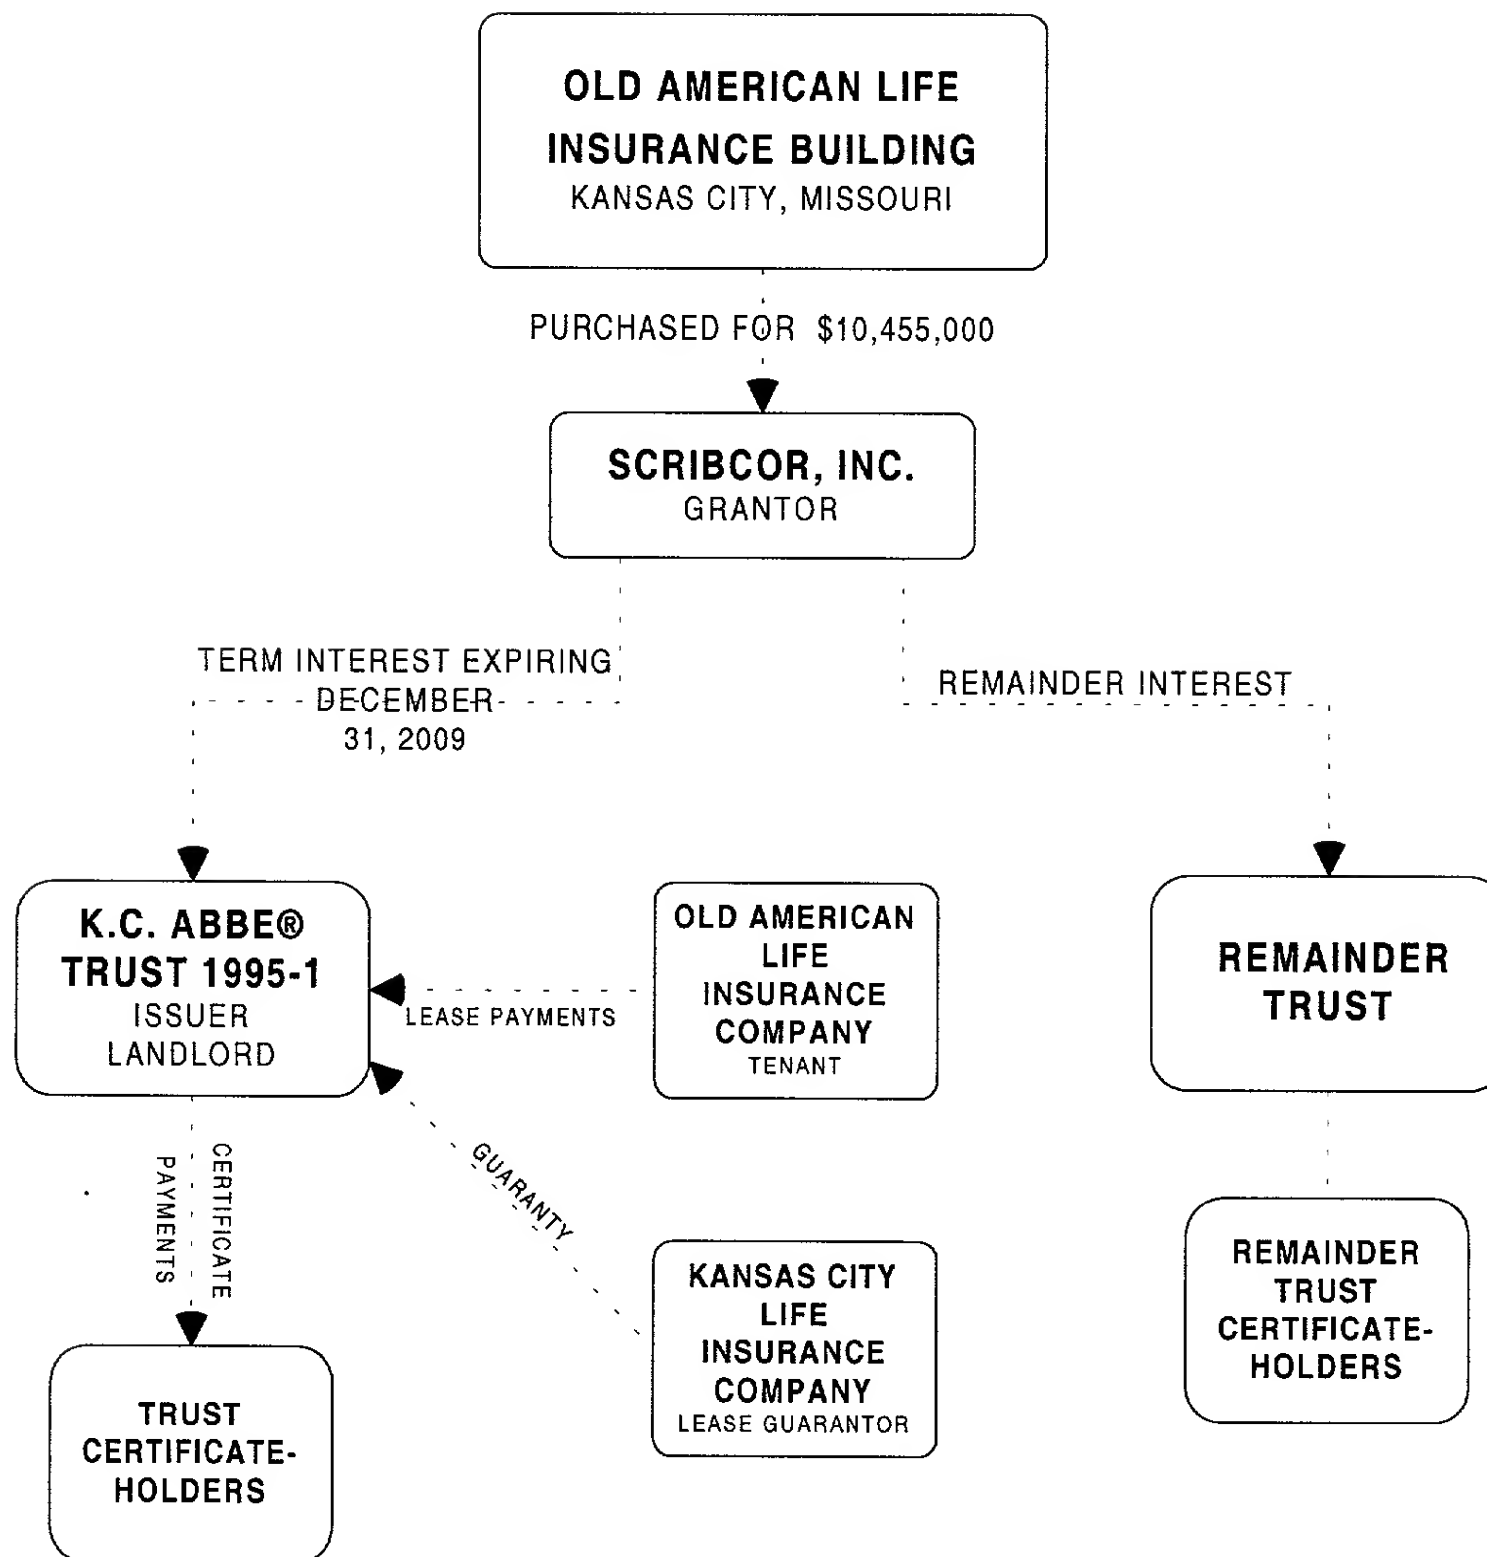 OLD AMERICAN LIFE
INSURANCE BUILDING
KANSAS CITY, MISSOURI
PURCHASED FOR $10,455,000
SCRIBCOR, INC.
GRANTOR
TERM INTEREST EXPIRING
DECEMBER
31, 2009
REMAINDER INTEREST
K.C. ABBE®
TRUST 1995-1
ISSUER
LANDLORD
LEASE PAYMENTS
OLD AMERICAN
LIFE
INSURANCE
COMPANY
TENANT
REMAINDER
TRUST
CERTIFICATE
PAYMENTS
GUARANTY
TRUST
CERTIFICATE-
HOLDERS
KANSAS CITY
LIFE
INSURANCE
COMPANY
LEASE GUARANTOR
REMAINDER
TRUST
CERTIFICATE-
HOLDERS